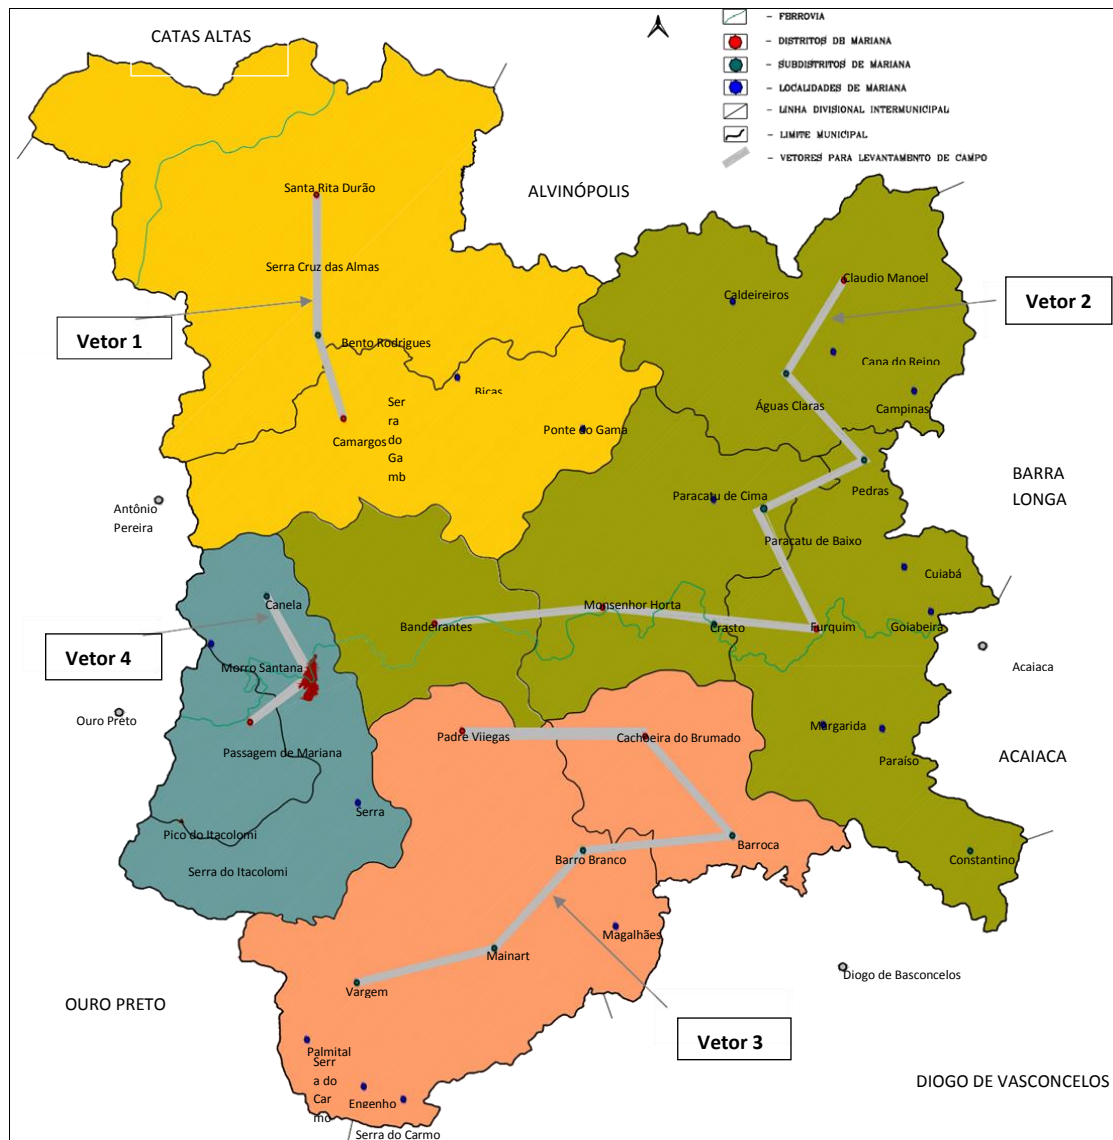 CATAS ALTAS
- FERROVIA
- DISTRITOS DE MARIANA
- SUBDISTRITOS DE MARIANA
- LOCALIDADES DE MARIANA
- LINHA DIVISIONAL INTERMUNICIPAL
- LIMITE MUNICIPAL
- VETORES PARA LEVANTAMENTO DE CAMPO
ALVINÓPOLIS
Santa Rita Durão
Serra Cruz das Almas
Claudio Manoel
Caldeireiros
Vetor 2
Vetor 1
Bento Rodrigues
Cana do Reino
Bicas
Águas Claras
Campinas
Camargos
Ser
ra
do
Ga
mb
Ponte do Gama
BARRA
LONGA
Pedras
Paracatu de Cima
Antônio
Pereira
Paracatu de Baixo
Cuiabá
Canela
Monsenhor Horta
Bandeirantes
Crasto
Furquim
Goiabeira
Vetor 4
Morro Santana
Acaiaca
Ouro Preto
Passagem de Mariana
Padre Viiegas
Cachoeira do Brumado
Margarida
Paraíso
ACAIACA
Serra
Pico do Itacolomi
Serra do Itacolomi
Barro Branco
Barroca
Constantino
Magalhães
Mainart
Vargem
Diogo de Basconcelos
OURO PRETO
Vetor 3
Palmital
Serr
a do
Car
mo
Engenho
Serra do Carmo
DIOGO DE VASCONCELOS